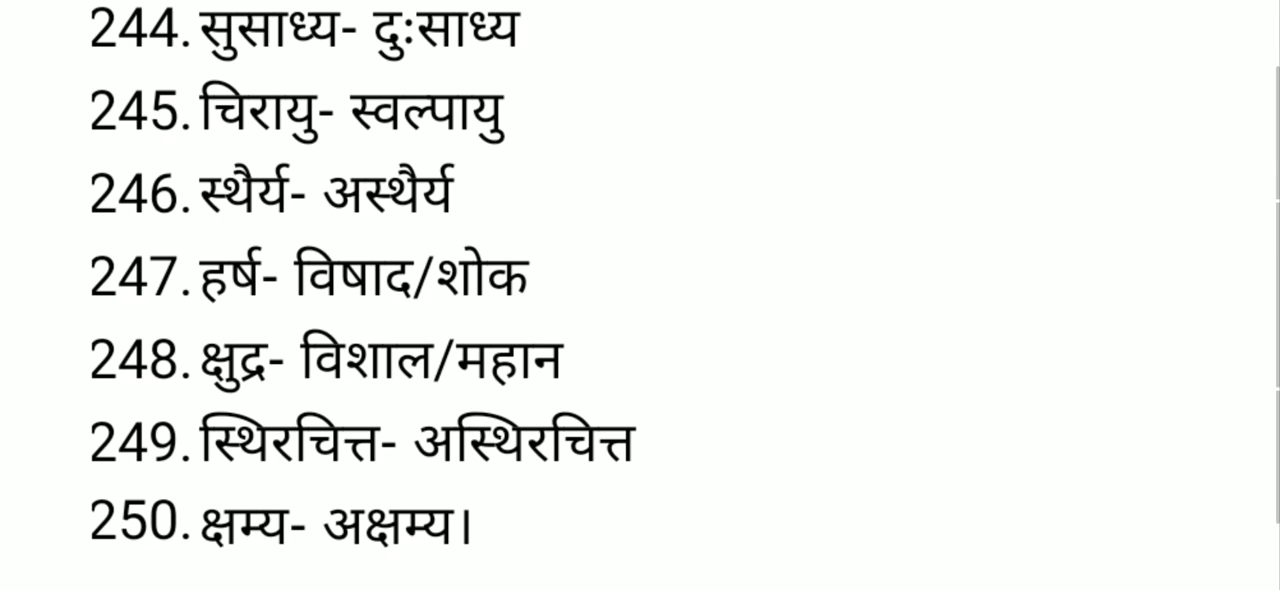 244. सुसाध्य- दुःसाध्य
245. चिरायु- स्वल्पायु
246. स्थैर्य- अस्थैर्य
247. हर्ष- विषाद/शोक
248. क्षुद्र- विशाल/महान
249. स्थिरचित्त- अस्थिरचित्त
250. क्षम्य- अक्षम्य।